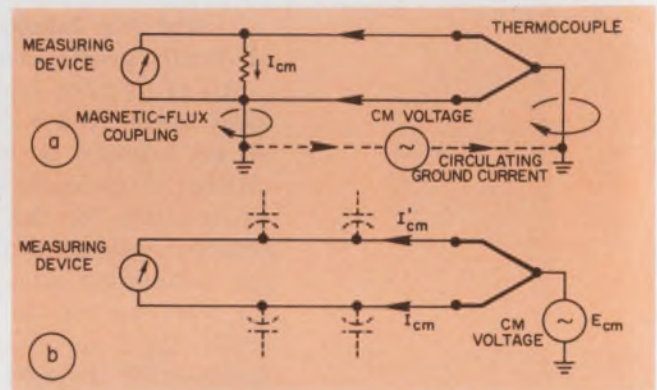 THERMOCOUPLE
MEASURING
DEVICE
Icm
MAGNETIC-FLUX
COUPLING
CM VOLTAGE
~
CIRCULATING
GROUND CURRENT
a
I'cm
MEASURING
DEVICE
Icm
CM
VOLTAGE
~
Ecm
b